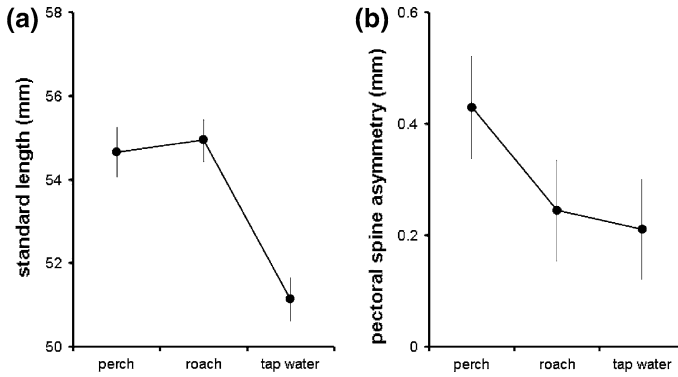 (a)
58
56
54
52
50
standard length (mm)
perch roach tap water
(b)
0.6
0.4
0.2
0
pectoral spine asymmetry (mm)
perch roach tap water